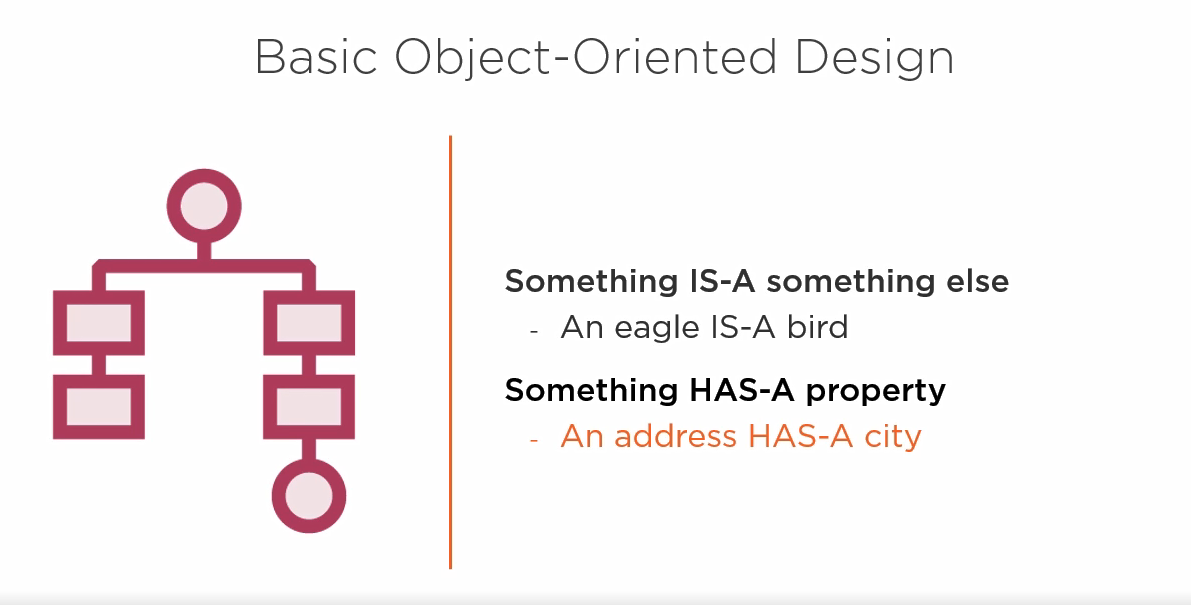 Basic Object-Oriented Design
Something IS-A something else
- An eagle IS-A bird
Something HAS-A property
- An address HAS-A city